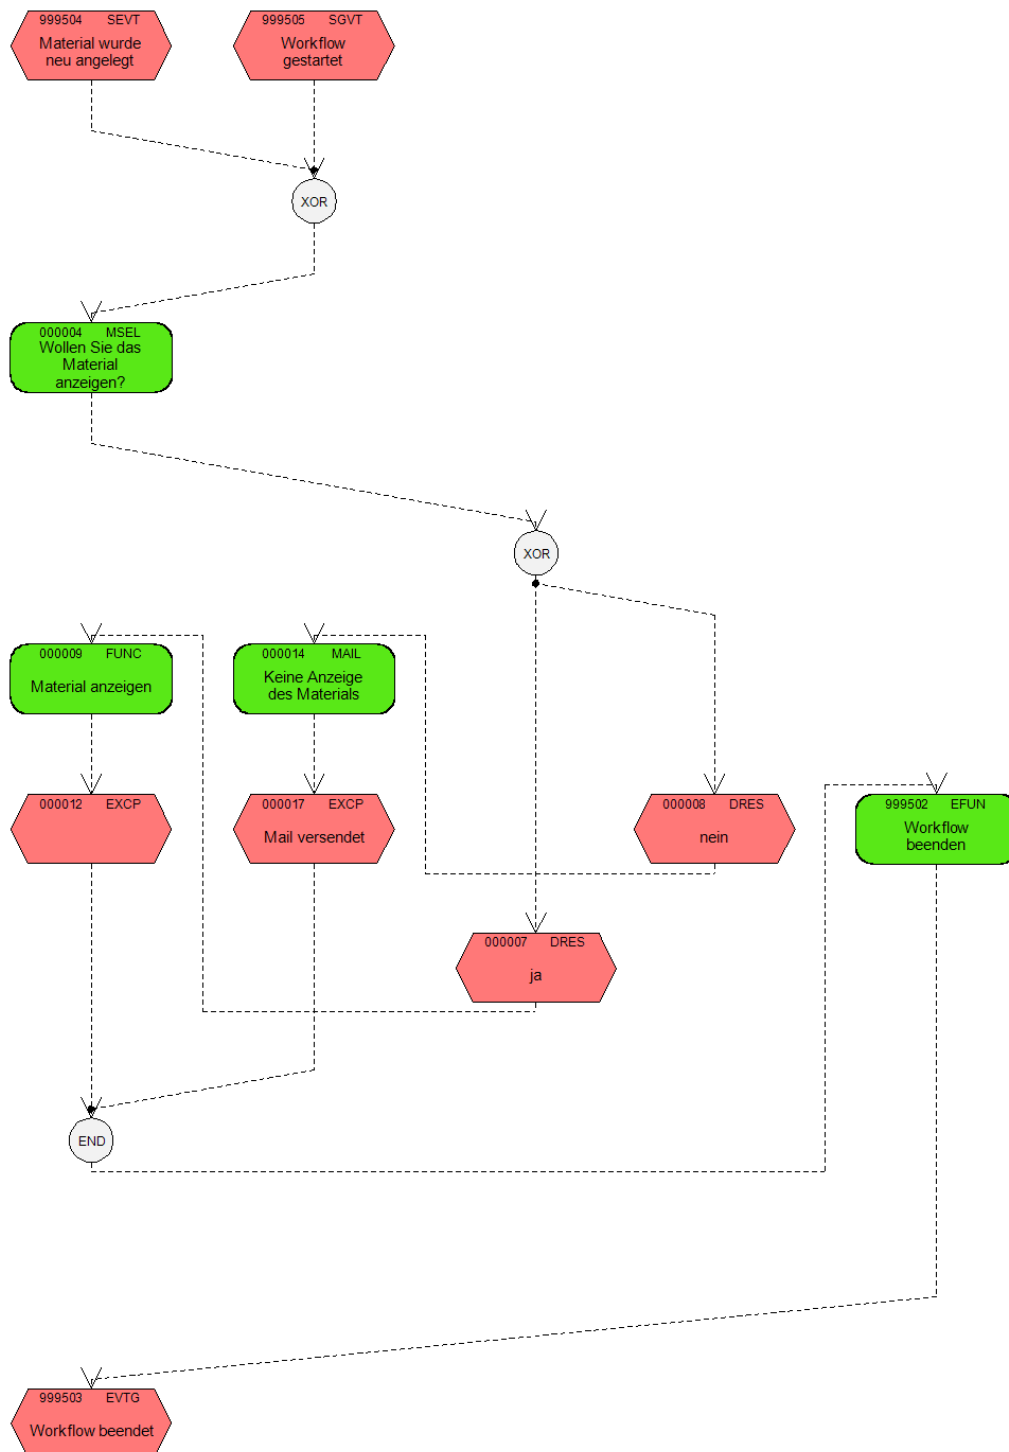 999504 SEVT
Material wurde
neu angelegt
999505 SGVT
Workflow
gestartet
XOR
000004 MSEL
Wollen Sie das
Material
anzeigen?
XOR
000009 FUNC
Material anzeigen
000014 MAIL
Keine Anzeige
des Materials
000012 EXCP
000017 EXCP
Mail versendet
000008 DRES
nein
999502 EFUN
Workflow
beenden
000007 DRES
ja
END
999503 EVTG
Workflow beendet